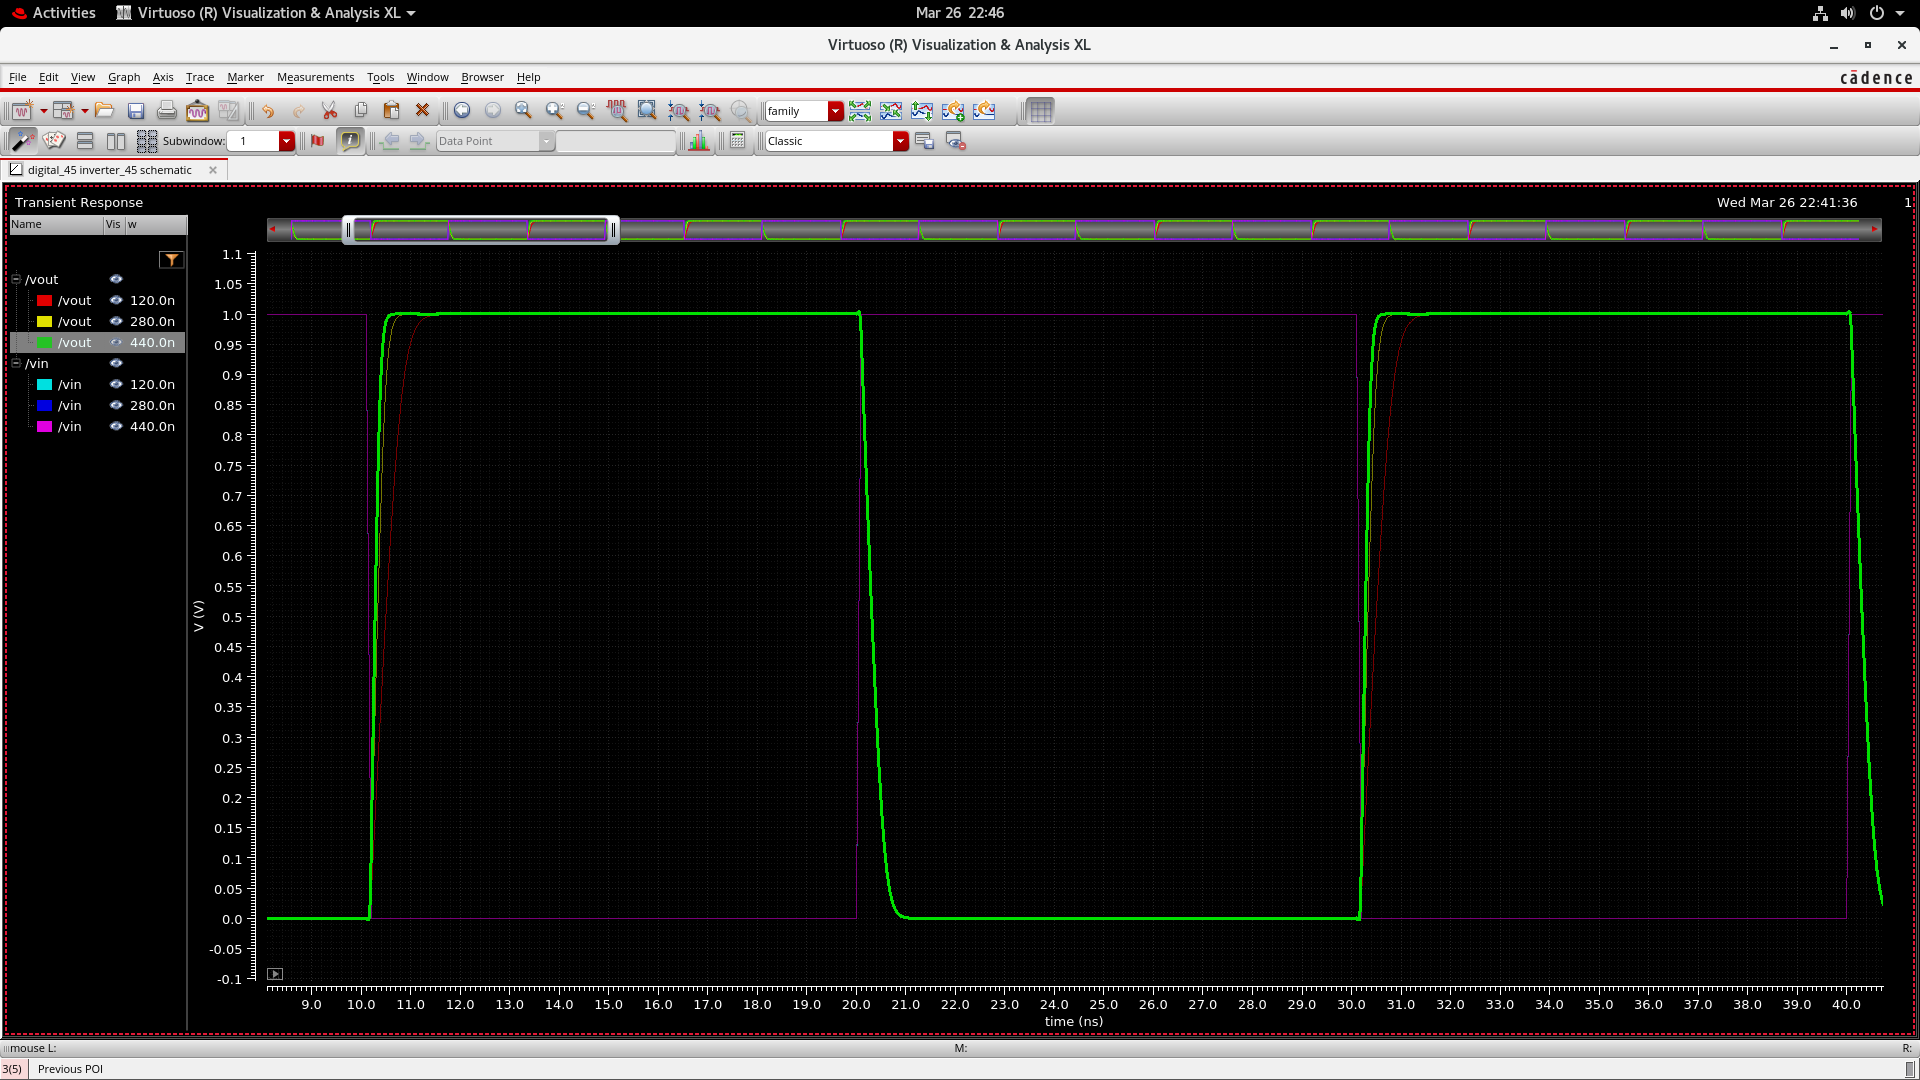 Activities Virtuoso (R) Visualization & Analysis XL Mar 26 22:46
Virtuoso (R) Visualization & Analysis XL
File Edit View Graph Axis Trace Marker Measurements Tools Window Browser Help cādence
family
Subwindow: 1 Data Point Classic
digital_45 inverter_45 schematic
Transient Response Wed Mar 26 22:41:36 1
Name Vis w
/vout
/vout 120.0n
/vout 280.0n
/vout 440.0n
/vin
/vin 120.0n
/vin 280.0n
/vin 440.0n
V (V)
1.1
1.05
1.0
0.95
0.9
0.85
0.8
0.75
0.7
0.65
0.6
0.55
0.5
0.45
0.4
0.35
0.3
0.25
0.2
0.15
0.1
0.05
0.0
-0.05
-0.1
9.0 10.0 11.0 12.0 13.0 14.0 15.0 16.0 17.0 18.0 19.0 20.0 21.0 22.0 23.0 24.0 25.0 26.0 27.0 28.0 29.0 30.0 31.0 32.0 33.0 34.0 35.0 36.0 37.0 38.0 39.0 40.0
time (ns)
mouse L: M: R:
3(5) Previous POI